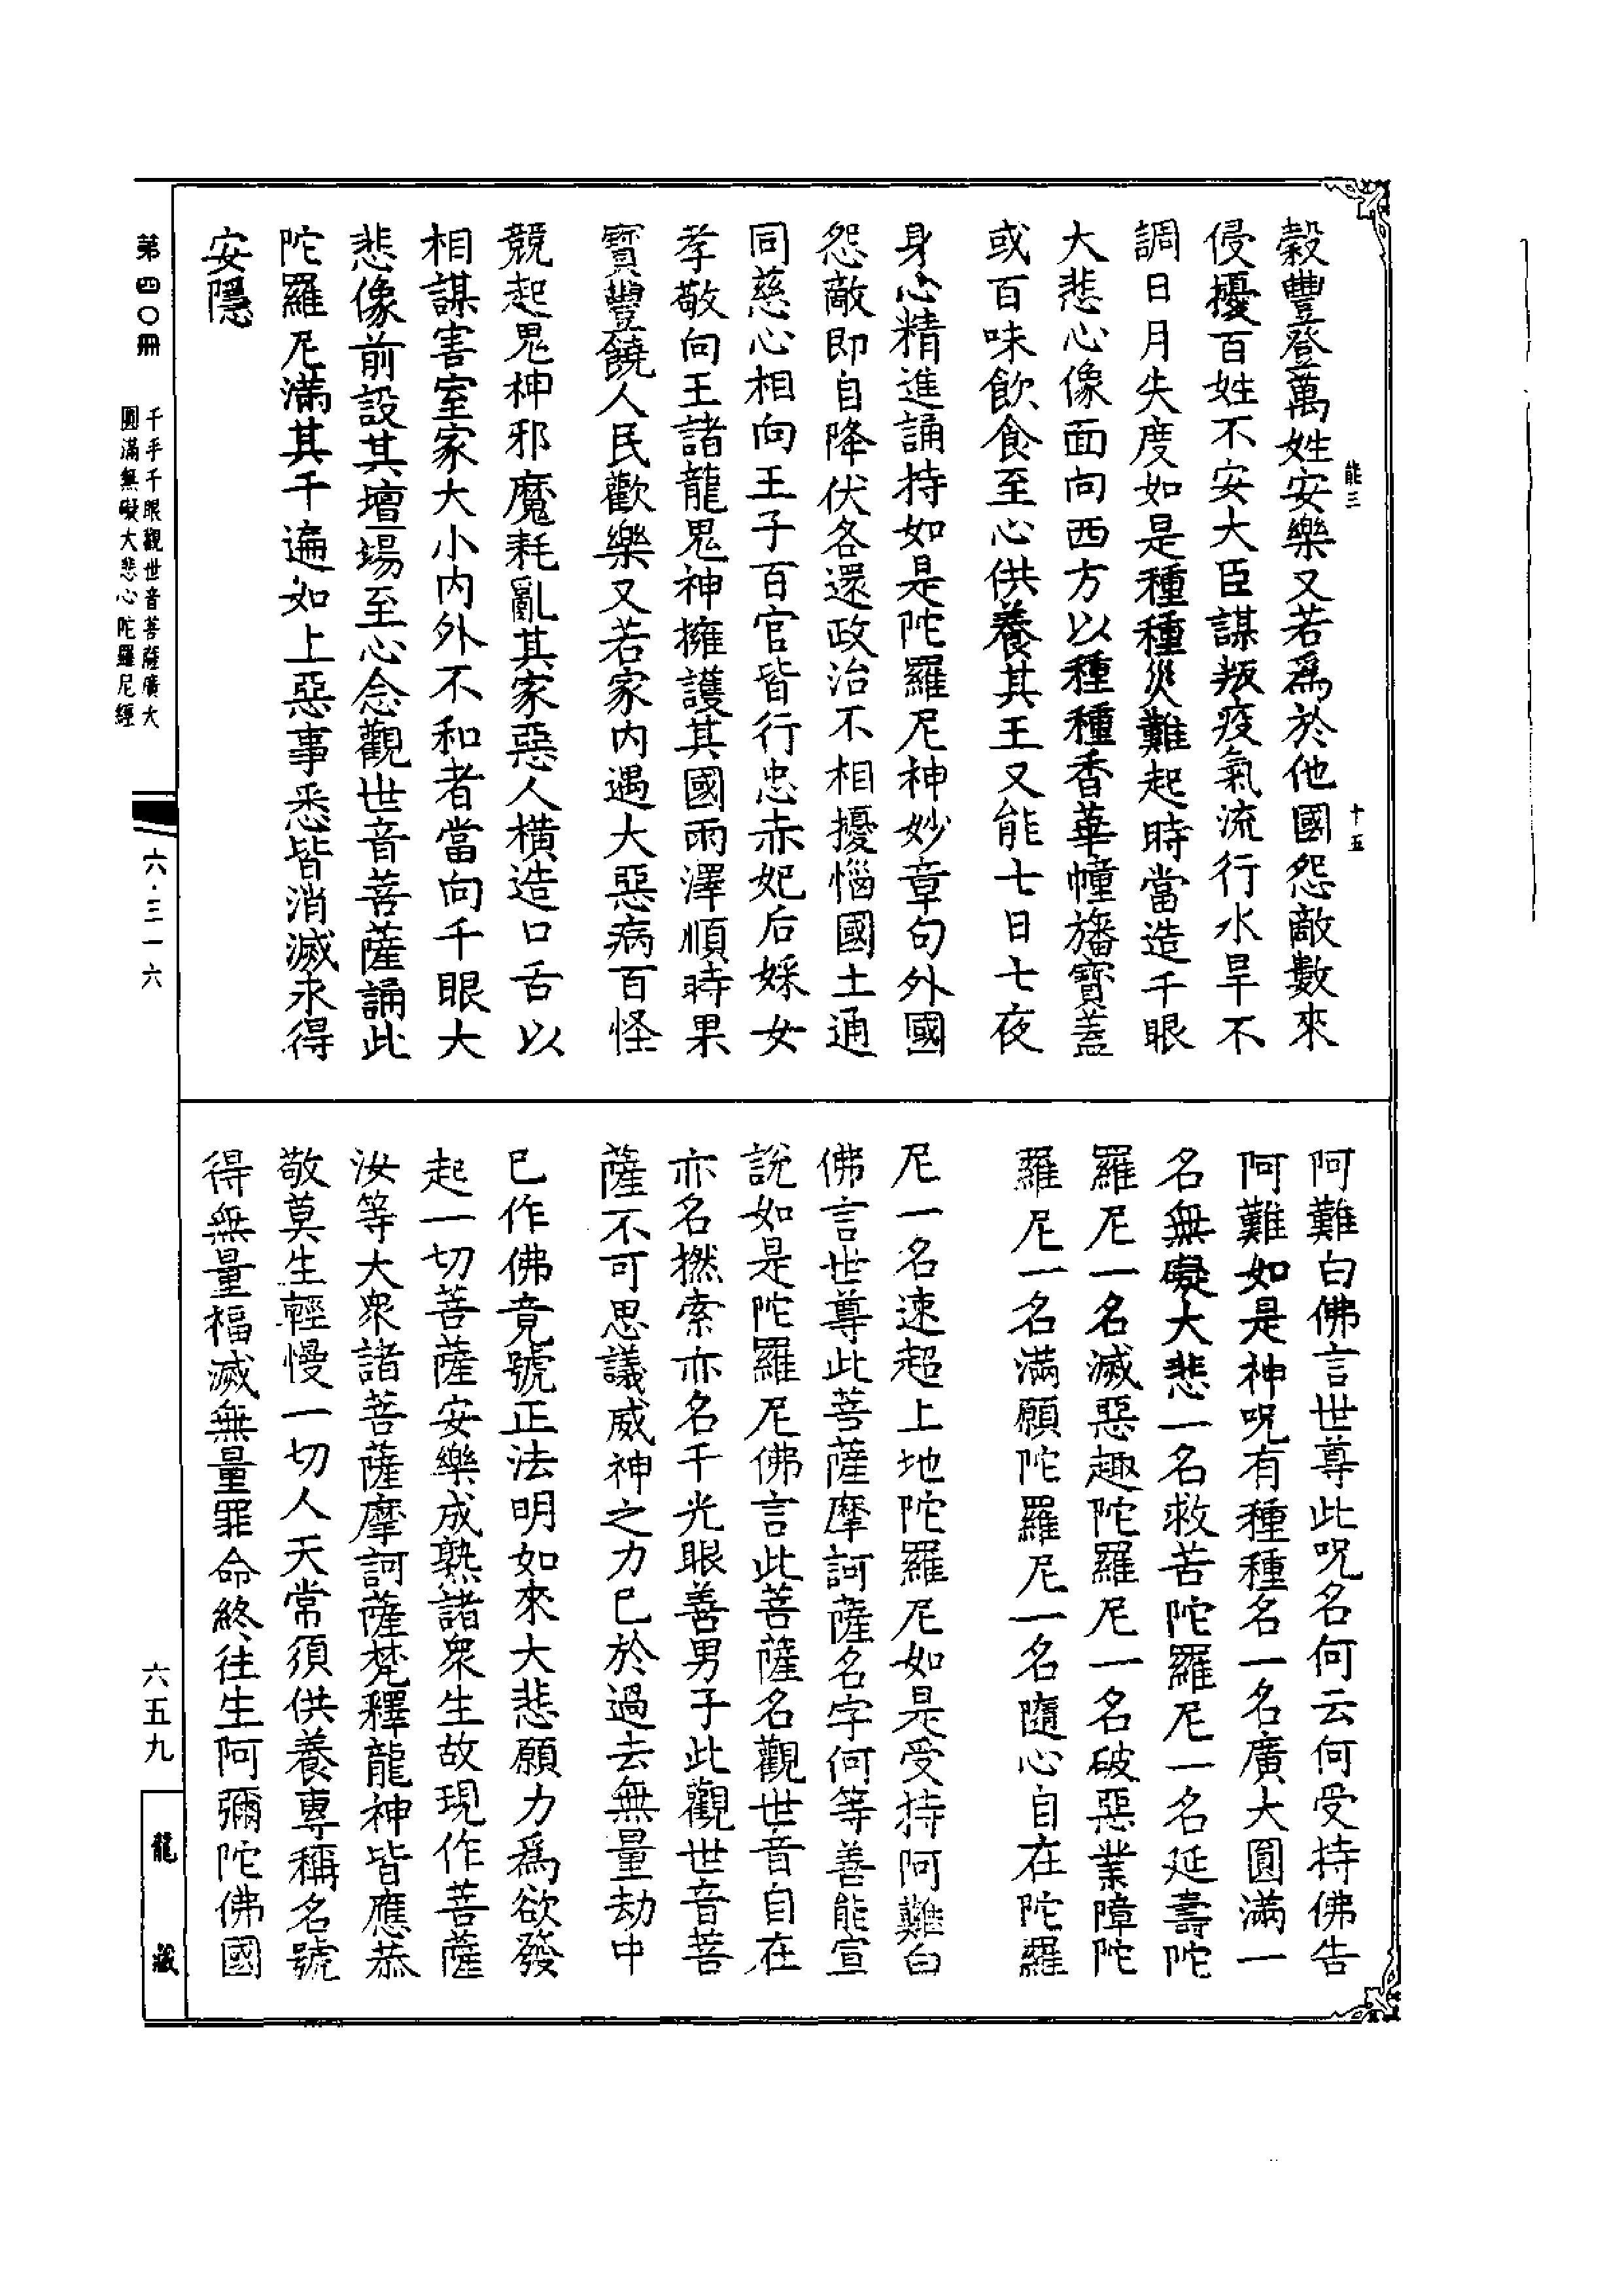 穀豐登萬姓安樂又若為於他國怨敵數來
侵擾百姓不安大臣謀叛疫氣流行水旱不
調日月失度如是種種災難起時當造千眼
大悲心像面向西方以種種香華幢旛寶蓋
或百味飲食至心供養其王又能七日七夜
身心精進誦持如是陀羅尼神妙章句外國
怨敵即自降伏各還政治不相擾惱國土通
同慈心相向王子百官皆行忠赤妃后婇女
孝敬向王諸龍鬼神擁護其國雨澤順時果
實豐饒人民歡樂又若家內遇大惡病百怪
競起鬼神邪魔耗亂其家惡人橫造口舌以
相謀害室家大小內外不和者當向千眼大
悲像前設其壇場至心念觀世音菩薩誦此
陀羅尼滿其千遍如上惡事悉皆消滅永得
安隱
能三
十五
阿難白佛言世尊此呪名何云何受持佛告
阿難如是神呪有種種名一名廣大圓滿一
名無礙大悲一名救苦陀羅尼一名延壽陀
羅尼一名滅惡趣陀羅尼一名破惡業障陀
羅尼一名滿願陀羅尼一名隨心自在陀羅
尼一名速超上地陀羅尼如是受持阿難白
佛言世尊此菩薩摩訶薩名字何等善能宣
說如是陀羅尼佛言此菩薩名觀世音自在
亦名撚索亦名千光眼善男子此觀世音菩
薩不可思議威神之力已於過去無量劫中
已作佛竟號正法明如來大悲願力為欲發
起一切菩薩安樂成熟諸眾生故現作菩薩
汝等大眾諸菩薩摩訶薩梵釋龍神皆應恭
敬莫生輕慢一切人天常須供養專稱名號
得無量福滅無量罪命終往生阿彌陀佛國
第四〇冊
千手千眼觀世音菩薩廣大
圓滿無礙大悲心陀羅尼經
六·三一六
六五九
龍藏